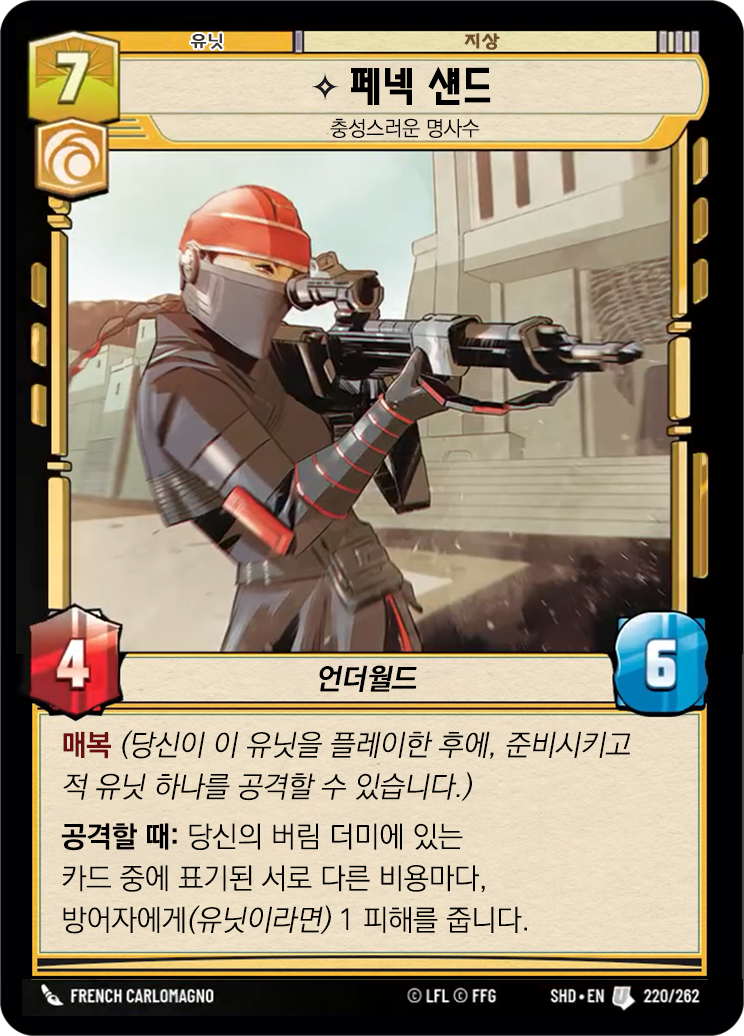 유닛
지상
7
페넥 섄드
충성스러운 명사수
4
언더월드
6
매복 (당신이 이 유닛을 플레이한 후에, 준비시키고
적 유닛 하나를 공격할 수 있습니다.)
공격할 때: 당신의 버림 더미에 있는
카드 중에 표기된 서로 다른 비용마다,
방어자에게(유닛이라면) 1 피해를 줍니다.
FRENCH CARLOMAGNO
© LFL © FFG
SHD • EN U 220/262